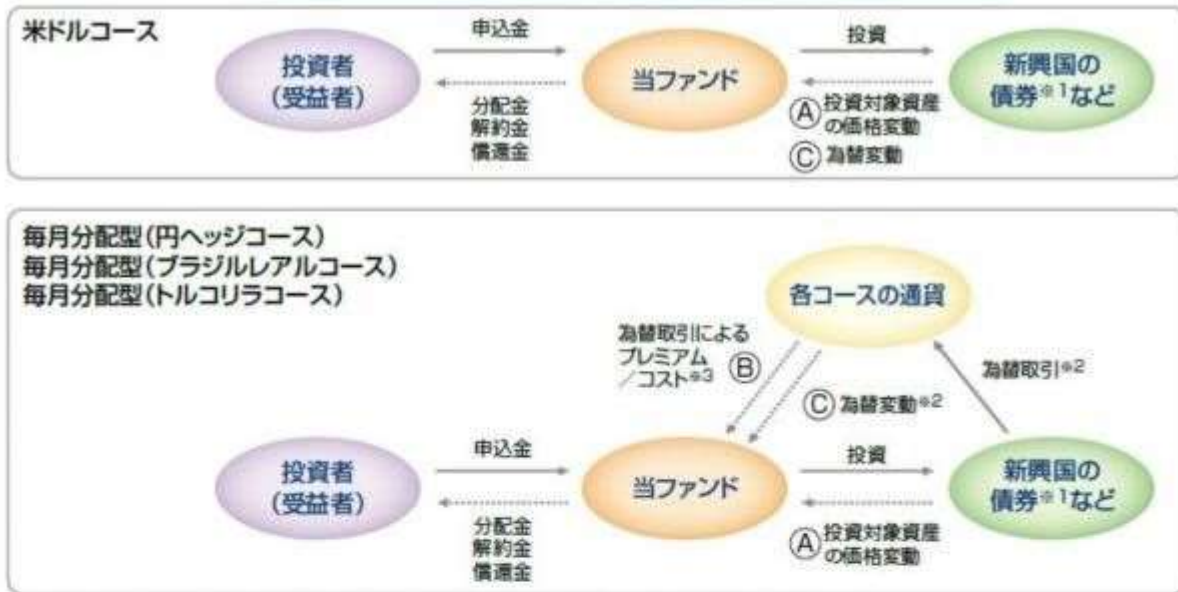 米ドルコース
投資者
(受益者)
申込金
分配金
解約金
償還金
当ファンド
投資
Ⓐ投資対象資産
の価格変動
Ⓒ為替変動
新興国の
債券※1など
毎月分配型(円ヘッジコース)
毎月分配型(ブラジルレアルコース)
毎月分配型(トルコリラコース)
各コースの通貨
為替取引による
プレミアム
/コスト※3 Ⓑ
Ⓒ為替変動※2
為替取引※2
投資者
(受益者)
申込金
分配金
解約金
償還金
当ファンド
投資
Ⓐ投資対象資産
の価格変動
新興国の
債券※1など